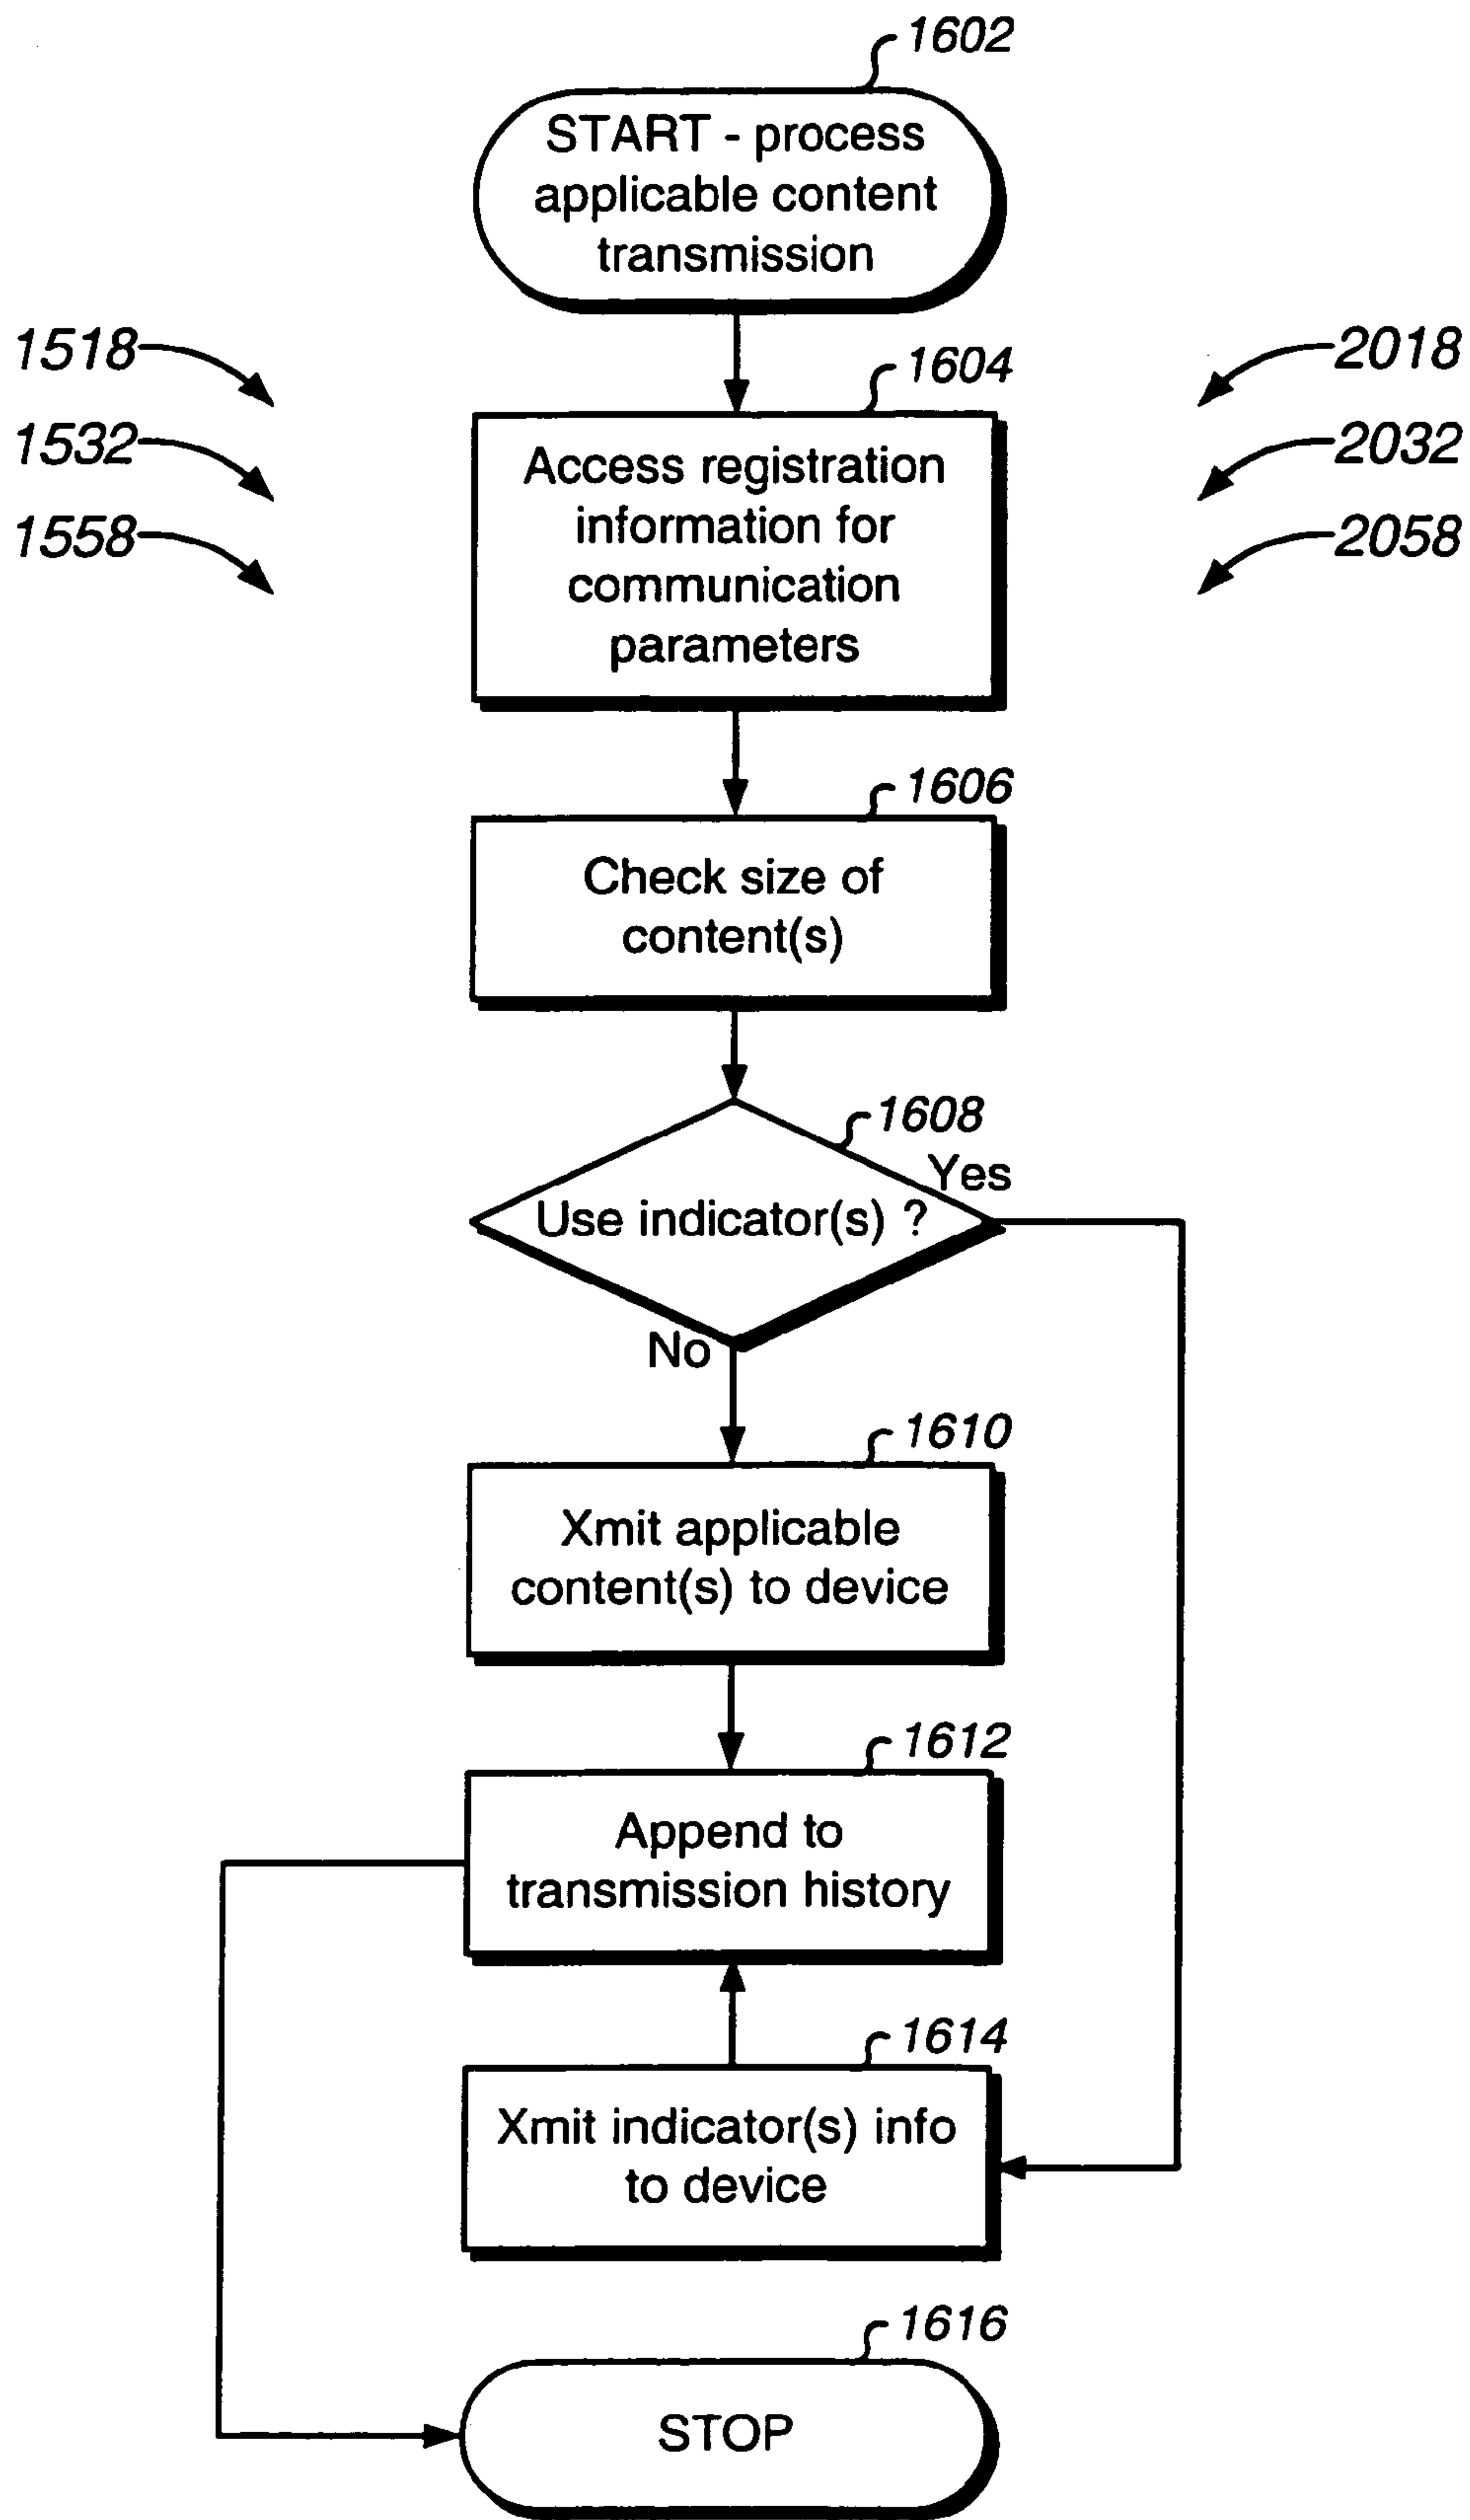 1602
START - process
applicable content
transmission
1518
1532
1558
2018
2032
2058
1604
Access registration
information for
communication
parameters
1606
Check size of
content(s)
1608
Yes
Use indicator(s) ?
No
1610
Xmit applicable
content(s) to device
1612
Append to
transmission history
1614
Xmit indicator(s) info
to device
1616
STOP